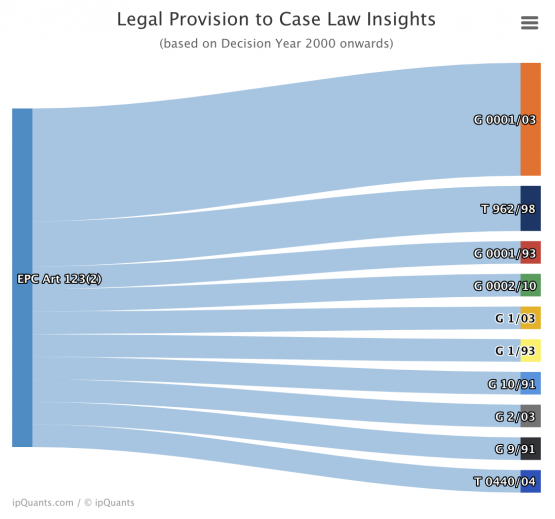 Legal Provision to Case Law Insights
(based on Decision Year 2000 onwards)
G 0001/03
T 962/98
G 0001/93
EPC Art 123(2)
G 0002/10
G 1/03
G 1/93
G 10/91
G 2/03
G 9/91
T 0440/04
ipQuants.com / © ipQuants